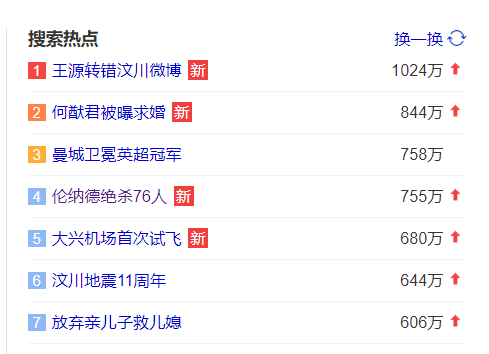 搜索热点 换一换
1 王源转错汶川微博 新 1024万
2 何猷君被曝求婚 新 844万
3 曼城卫冕英超冠军 758万
4 伦纳德绝杀76人 新 755万
5 大兴机场首次试飞 新 680万
6 汶川地震11周年 644万
7 放弃亲儿子救儿媳 606万